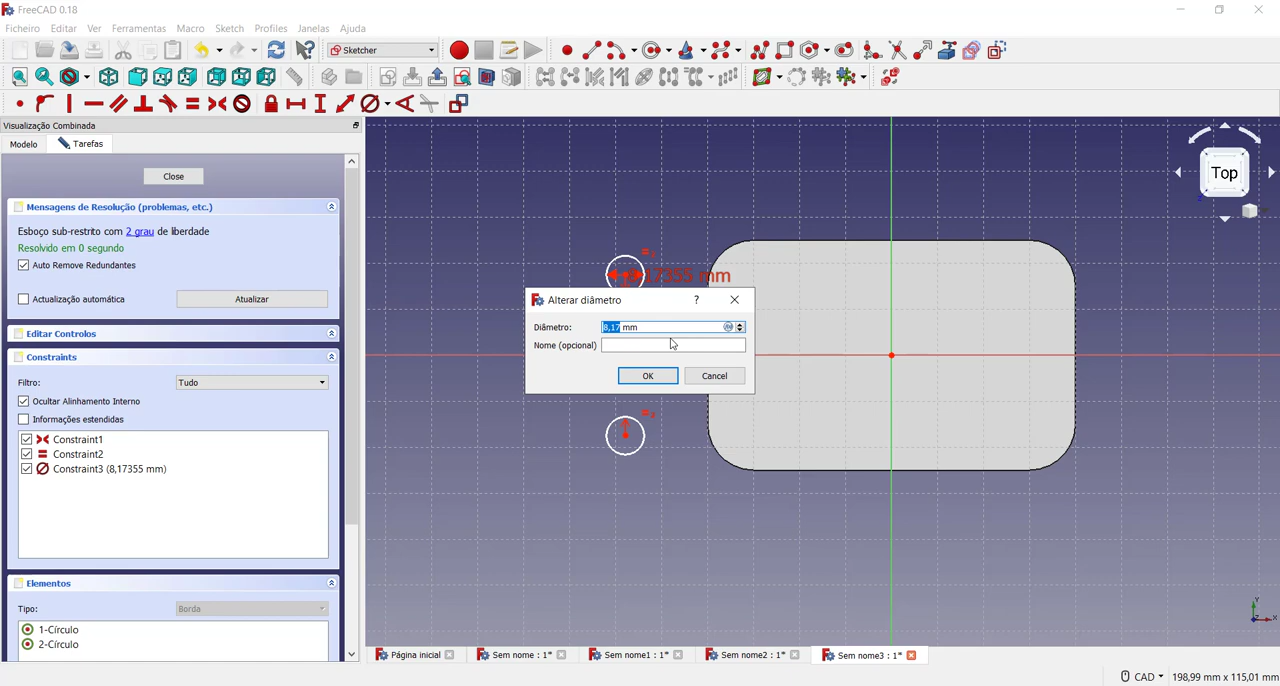 FreeCAD 0.18
Ficheiro Editar Ver Ferramentas Macro Sketch Profiles Janelas Ajuda
Sketcher
Visualização Combinada
Modelo Tarefas
Close
Mensagens de Resolução (problemas, etc.)
Esboço sub-restrito com 2 grau de liberdade
Resolvido em 0 segundo
Auto Remove Redundantes
Actualização automática Atualizar
Editar Controlos
Constraints
Filtro: Tudo
Ocultar Alinhamento Interno
Informações estendidas
Constraint1
Constraint2
Constraint3 (8,17355 mm)
Elementos
Tipo: Borda
1-Círculo
2-Círculo
Top
Alterar diâmetro
Diâmetro: 8,17 mm
Nome (opcional)
OK Cancel
Página inicial Sem nome : 1* Sem nome1 : 1* Sem nome2 : 1* Sem nome3 : 1*
CAD 198,99 mm x 115,01 mm